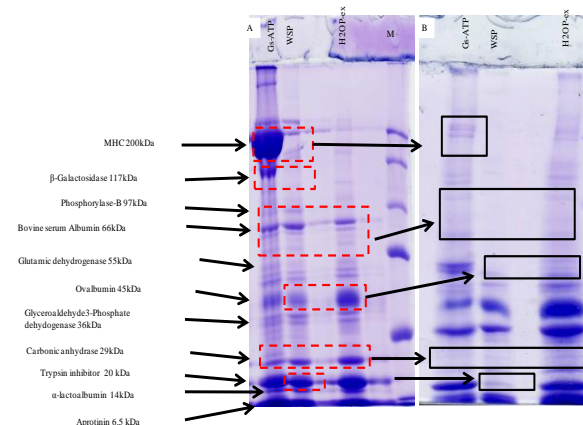 A
Gs-ATP
WSP
H2OP-ex
M
B
Gs-ATP
WSP
H2OP-ex
MHC 200kDa
β-Galactosidase 117kDa
Phosphorylase-B 97kDa
Bovine serum Albumin 66kDa
Glutamic dehydrogenase 55kDa
Ovalbumin 45kDa
Glyceroaldehyde3-Phosphate
dehydogenase 36kDa
Carbonic anhydrase 29kDa
Trypsin inhibitor 20 kDa
α-lactoalbumin 14kDa
Aprotinin 6.5 kDa